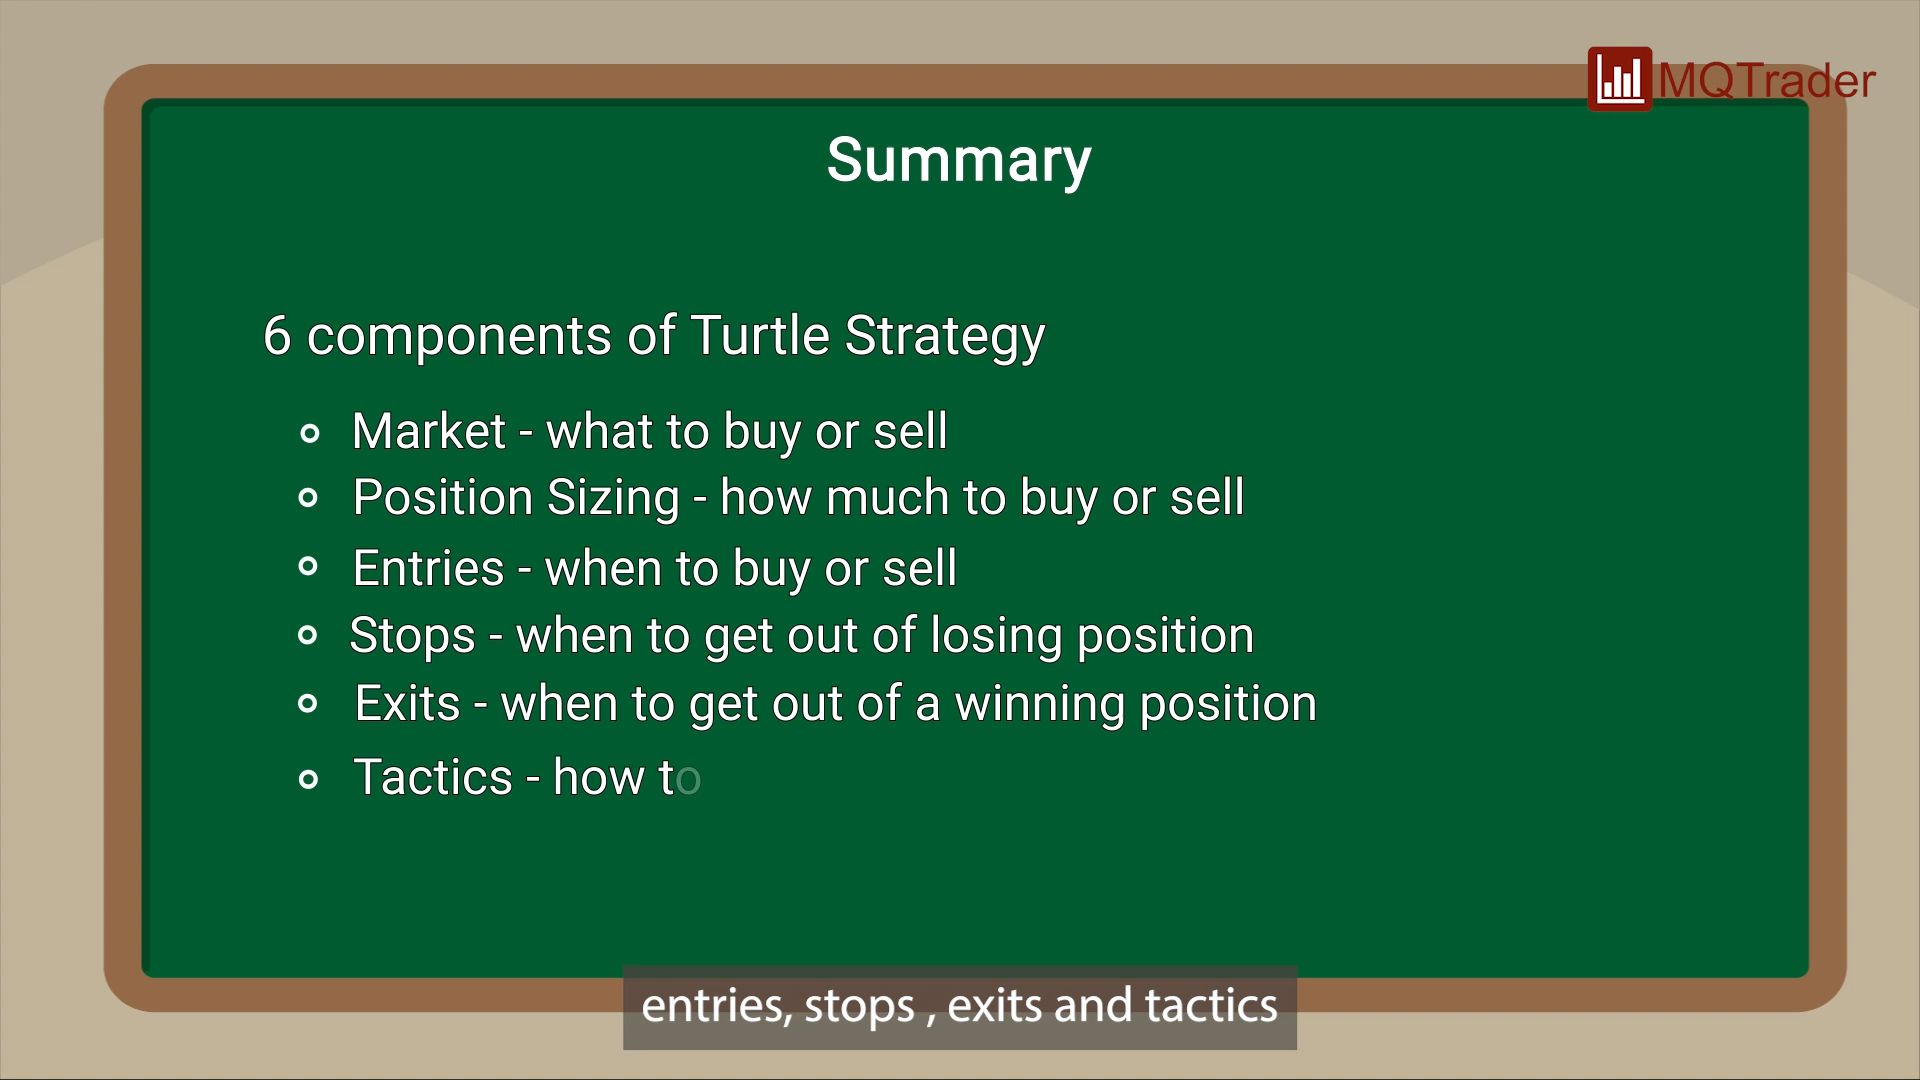 MQTrader
Summary
6 components of Turtle Strategy
Market - what to buy or sell
Position Sizing - how much to buy or sell
Entries - when to buy or sell
Stops - when to get out of losing position
Exits - when to get out of a winning position
Tactics - how to
entries, stops , exits and tactics